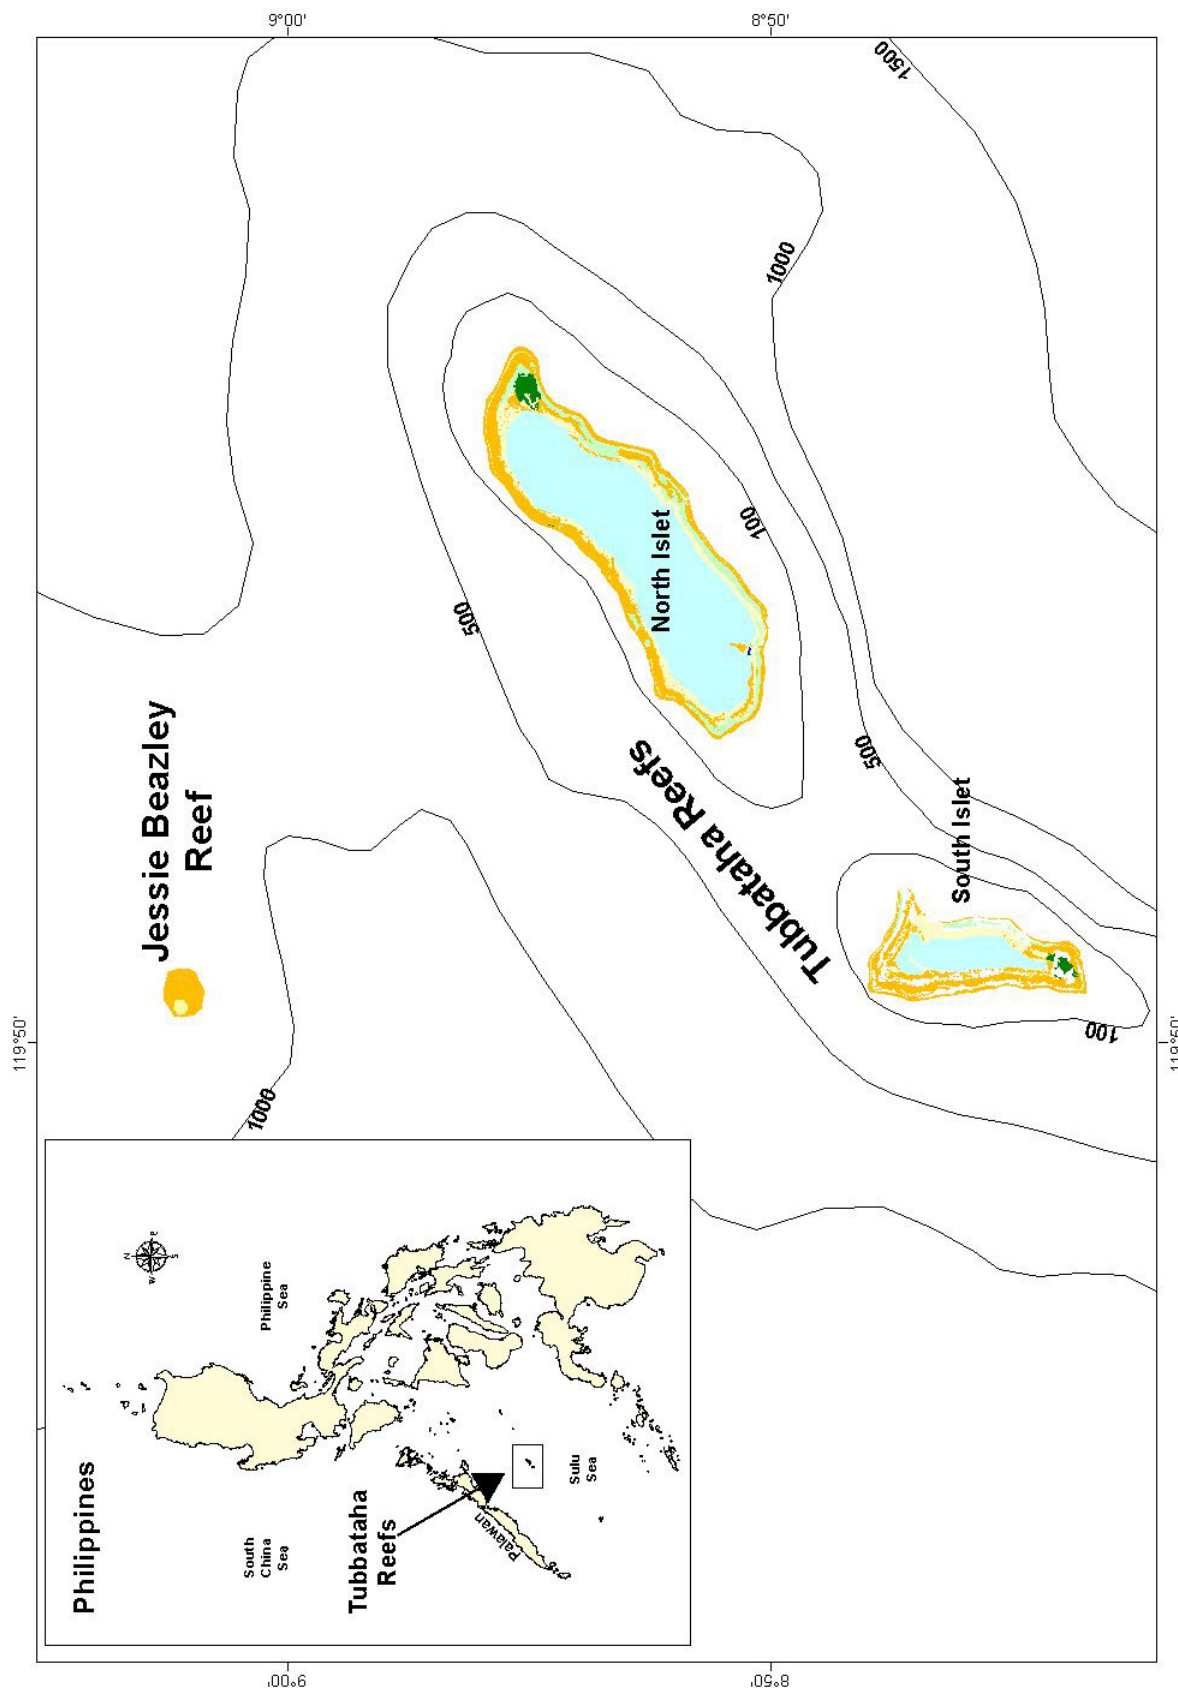 Philippines
N
W
E
S
Philippine
Sea
South
China
Sea
Tubbataha
Reefs
Palawan
Sulu
Sea
119°50'
9°00'
9°00'
8°50'
8°50'
119°50'
Jessie Beazley
Reef
Tubbataha Reefs
North Islet
South Islet
1000
500
100
1000
1500
500
100